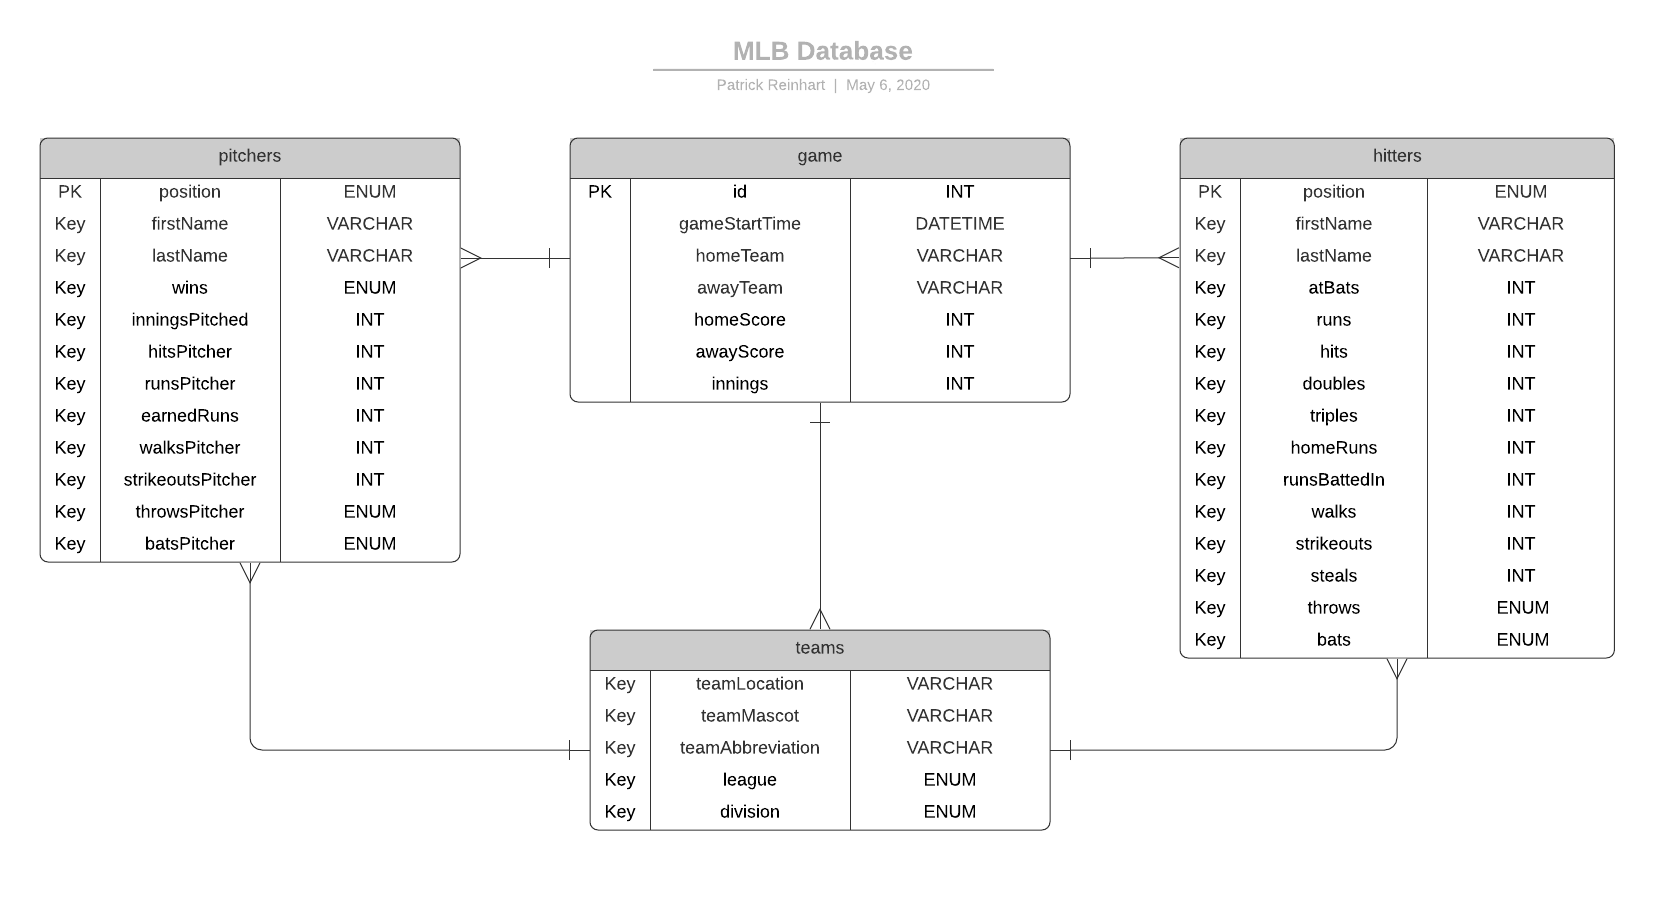 MLB Database
Patrick Reinhart | May 6, 2020
pitchers
PK position ENUM
Key firstName VARCHAR
Key lastName VARCHAR
Key wins ENUM
Key inningsPitched INT
Key hitsPitcher INT
Key runsPitcher INT
Key earnedRuns INT
Key walksPitcher INT
Key strikeoutsPitcher INT
Key throwsPitcher ENUM
Key batsPitcher ENUM
game
PK id INT
gameStartTime DATETIME
homeTeam VARCHAR
awayTeam VARCHAR
homeScore INT
awayScore INT
innings INT
hitters
PK position ENUM
Key firstName VARCHAR
Key lastName VARCHAR
Key atBats INT
Key runs INT
Key hits INT
Key doubles INT
Key triples INT
Key homeRuns INT
Key runsBattedIn INT
Key walks INT
Key strikeouts INT
Key steals INT
Key throws ENUM
Key bats ENUM
teams
Key teamLocation VARCHAR
Key teamMascot VARCHAR
Key teamAbbreviation VARCHAR
Key league ENUM
Key division ENUM